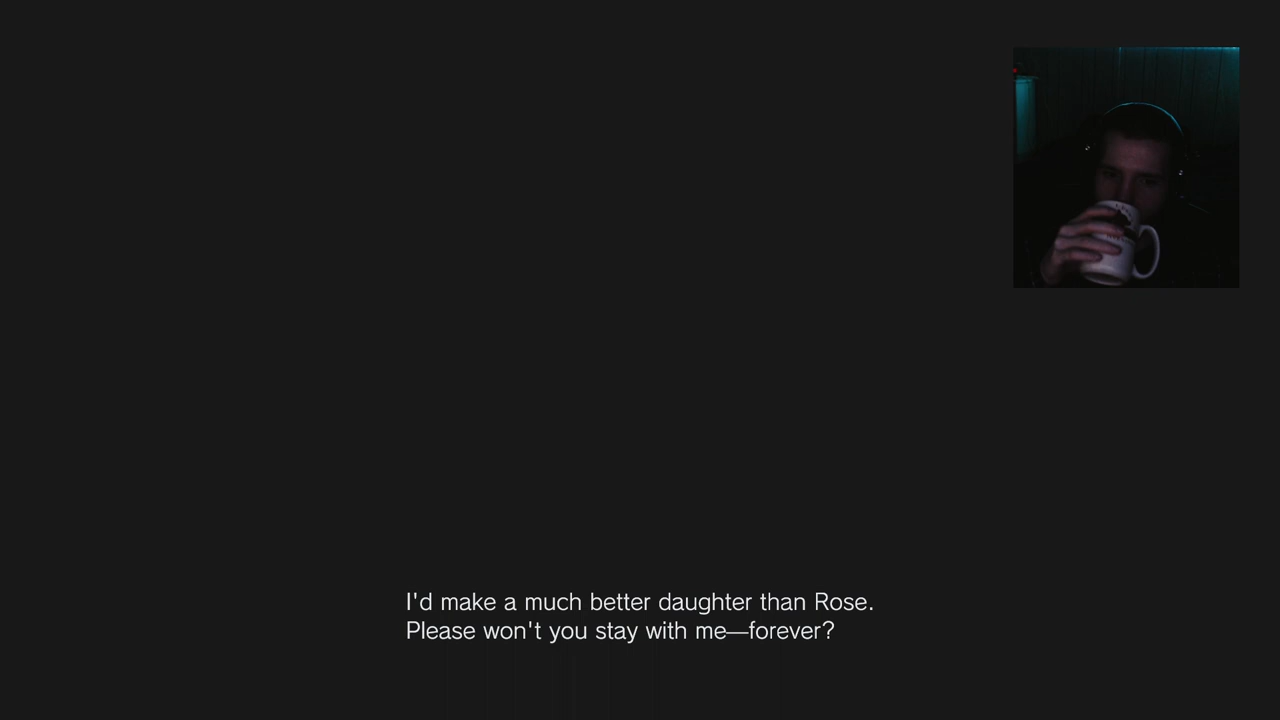 I'd make a much better daughter than Rose.
Please won't you stay with me—forever?